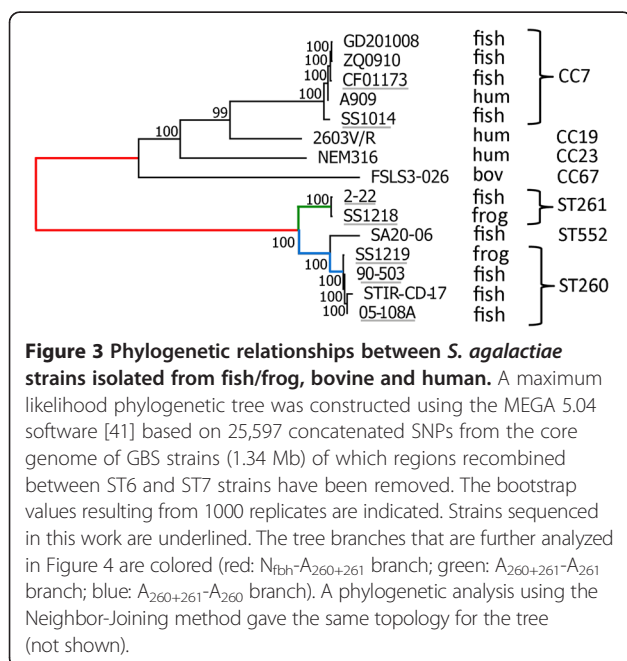 100 GD201008 fish
100 ZQ0910 fish
100 CF01173 fish CC7
100 A909 hum
SS1014 fish
99 2603V/R hum CC19
100 NEM316 hum CC23
FSLS3-026 bov CC67
100 2-22 fish ST261
SS1218 frog
100 SA20-06 fish ST552
SS1219 frog
100 90-503 fish ST260
100 STIR-CD-17 fish
100 05-108A fish
Figure 3 Phylogenetic relationships between S. agalactiae
strains isolated from fish/frog, bovine and human. A maximum
likelihood phylogenetic tree was constructed using the MEGA 5.04
software [41] based on 25,597 concatenated SNPs from the core
genome of GBS strains (1.34 Mb) of which regions recombined
between ST6 and ST7 strains have been removed. The bootstrap
values resulting from 1000 replicates are indicated. Strains sequenced
in this work are underlined. The tree branches that are further analyzed
in Figure 4 are colored (red: Nfbh-A260+261 branch; green: A260+261-A261
branch; blue: A260+261-A260 branch). A phylogenetic analysis using the
Neighbor-Joining method gave the same topology for the tree
(not shown).